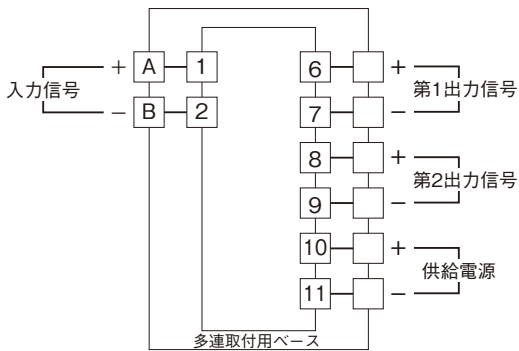 + A 1 6 +
入力信号 第1出力信号
− B 2 7 −
8 +
第2出力信号
9 −
10 +
供給電源
11 −
多連取付用ベース